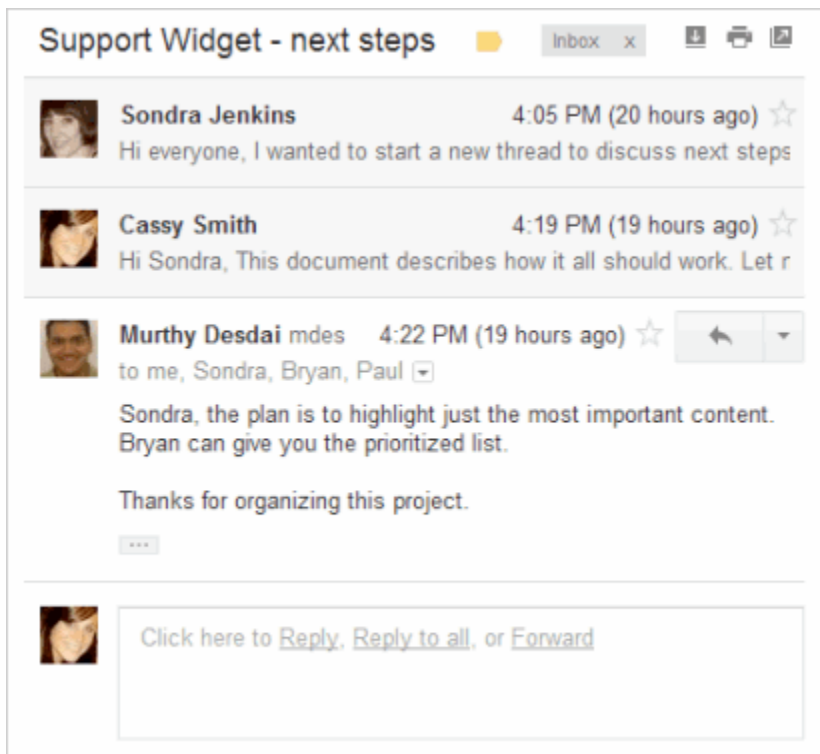 Support Widget - next steps
Inbox x
Sondra Jenkins 4:05 PM (20 hours ago)
Hi everyone, I wanted to start a new thread to discuss next steps
Cassy Smith 4:19 PM (19 hours ago)
Hi Sondra, This document describes how it all should work. Let
Murthy Desdai mdes 4:22 PM (19 hours ago)
to me, Sondra, Bryan, Paul
Sondra, the plan is to highlight just the most important content.
Bryan can give you the prioritized list.
Thanks for organizing this project.
Click here to Reply, Reply to all, or Forward